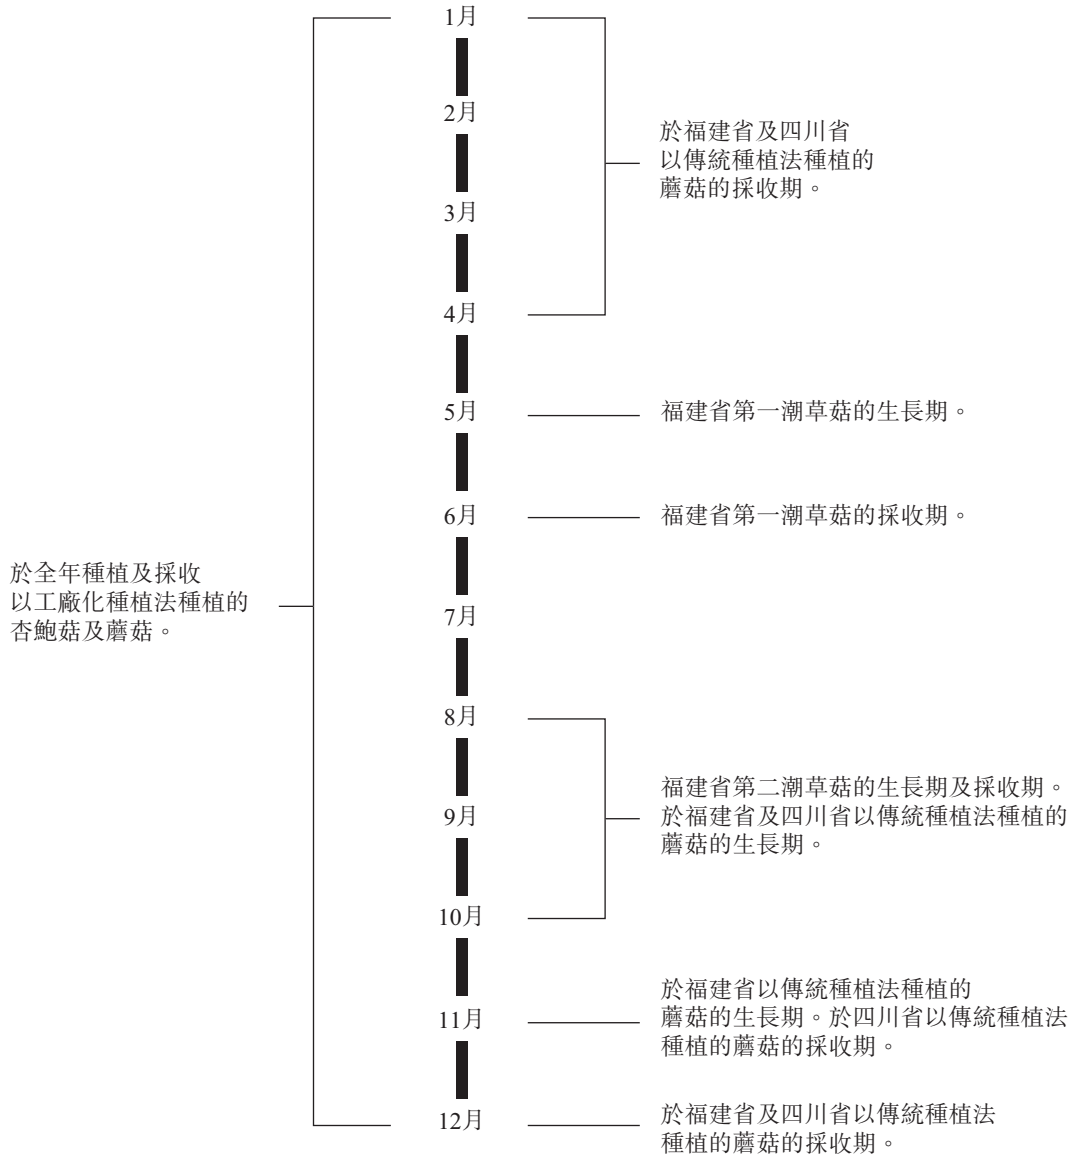 1月
2月
於福建省及四川省
以傳統種植法種植的
蘑菇的採收期。
3月
4月
5月
福建省第一潮草菇的生長期。
6月
福建省第一潮草菇的採收期。
於全年種植及採收
以工廠化種植法種植的
杏鮑菇及蘑菇。
7月
8月
福建省第二潮草菇的生長期及採收期。
於福建省及四川省以傳統種植法種植的
蘑菇的生長期。
9月
10月
於福建省以傳統種植法種植的
蘑菇的生長期。於四川省以傳統種植法
種植的蘑菇的採收期。
11月
12月
於福建省及四川省以傳統種植法
種植的蘑菇的採收期。